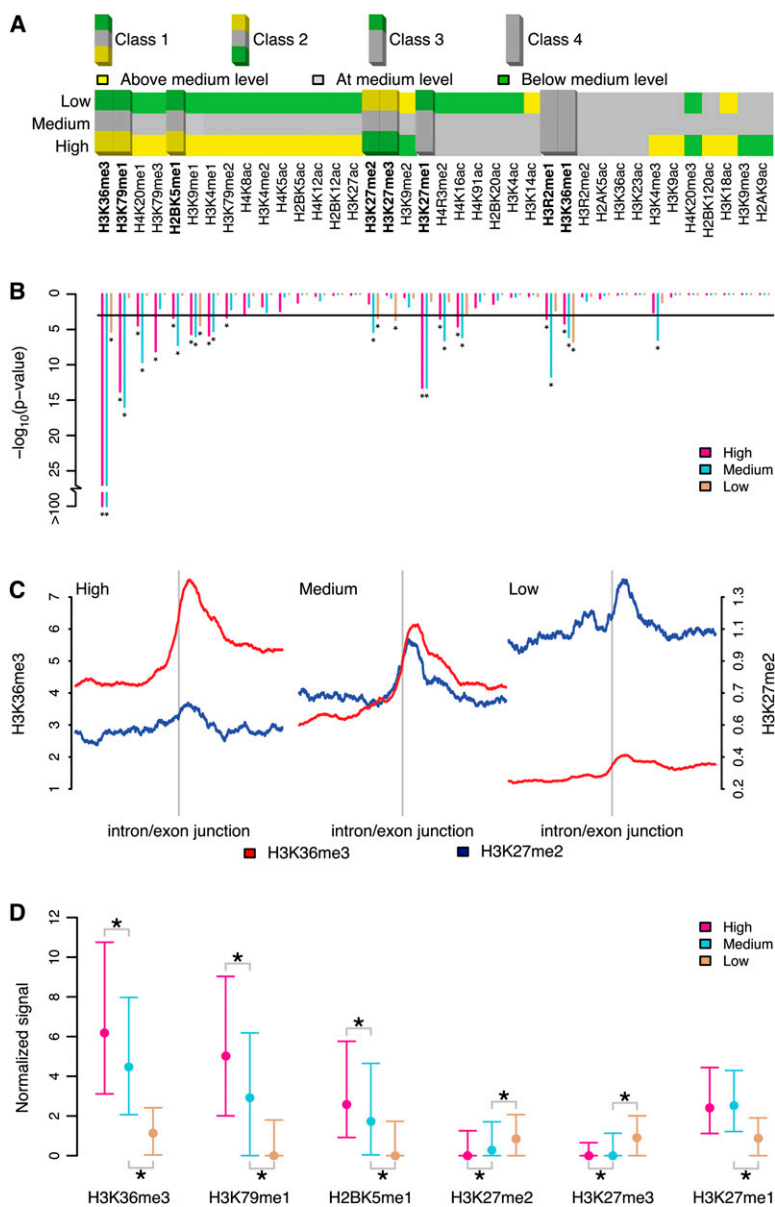 A
Class 1
Class 2
Class 3
Class 4
Above medium level
At medium level
Below medium level
Low
Medium
High
H3K36me3
H3K79me1
H4K20me1
H3K79me3
H2BK5me1
H3K9me1
H3K4me1
H3K79me2
H4K8ac
H3K4me2
H4K5ac
H2BK5ac
H4K12ac
H2BK12ac
H3K27ac
H3K27me2
H3K27me3
H3K9me2
H3K27me1
H4R3me2
H4K16ac
H4K91ac
H2BK20ac
H3K4ac
H3K14ac
H3R2me1
H3K36me1
H3R2me2
H2AK5ac
H3K36ac
H3K23ac
H3K4me3
H3K9ac
H4K20me3
H2BK120ac
H3K18ac
H3K9me3
H2AK9ac
B
-log10(p-value)
0
5
10
15
20
25
>100
High
Medium
Low
C
High
Medium
Low
H3K36me3
7
6
5
4
3
2
1
H3K27me2
1.3
1.1
0.9
0.7
0.6
0.4
0.2
intron/exon junction
intron/exon junction
intron/exon junction
H3K36me3
H3K27me2
D
Normalized signal
12
10
8
6
4
2
0
High
Medium
Low
H3K36me3
H3K79me1
H2BK5me1
H3K27me2
H3K27me3
H3K27me1